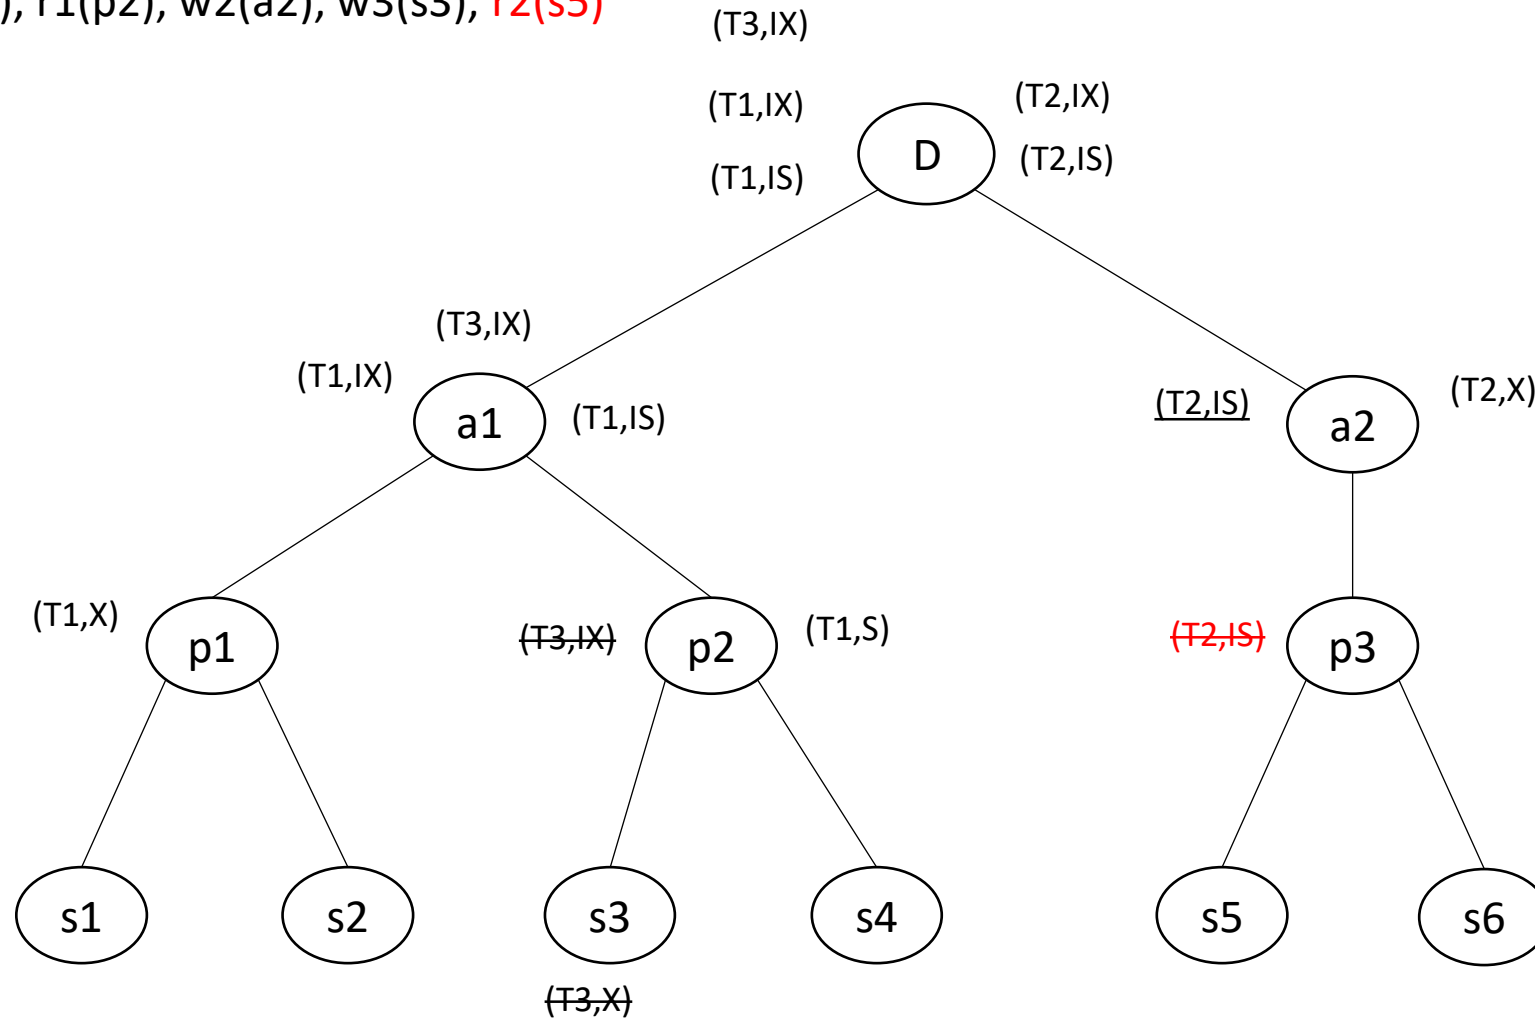 ), r1(p2), w2(a2), w3(s3), r2(s5)
(T3,IX)
(T1,IX)
(T2,IX)
D
(T2,IS)
(T1,IS)
(T3,IX)
(T1,IX)
a1
(T1,IS)
(T2,IS)
a2
(T2,X)
(T1,X)
p1
(T3,IX)
p2
(T1,S)
(T2,IS)
p3
s1
s2
s3
s4
s5
s6
(T3,X)